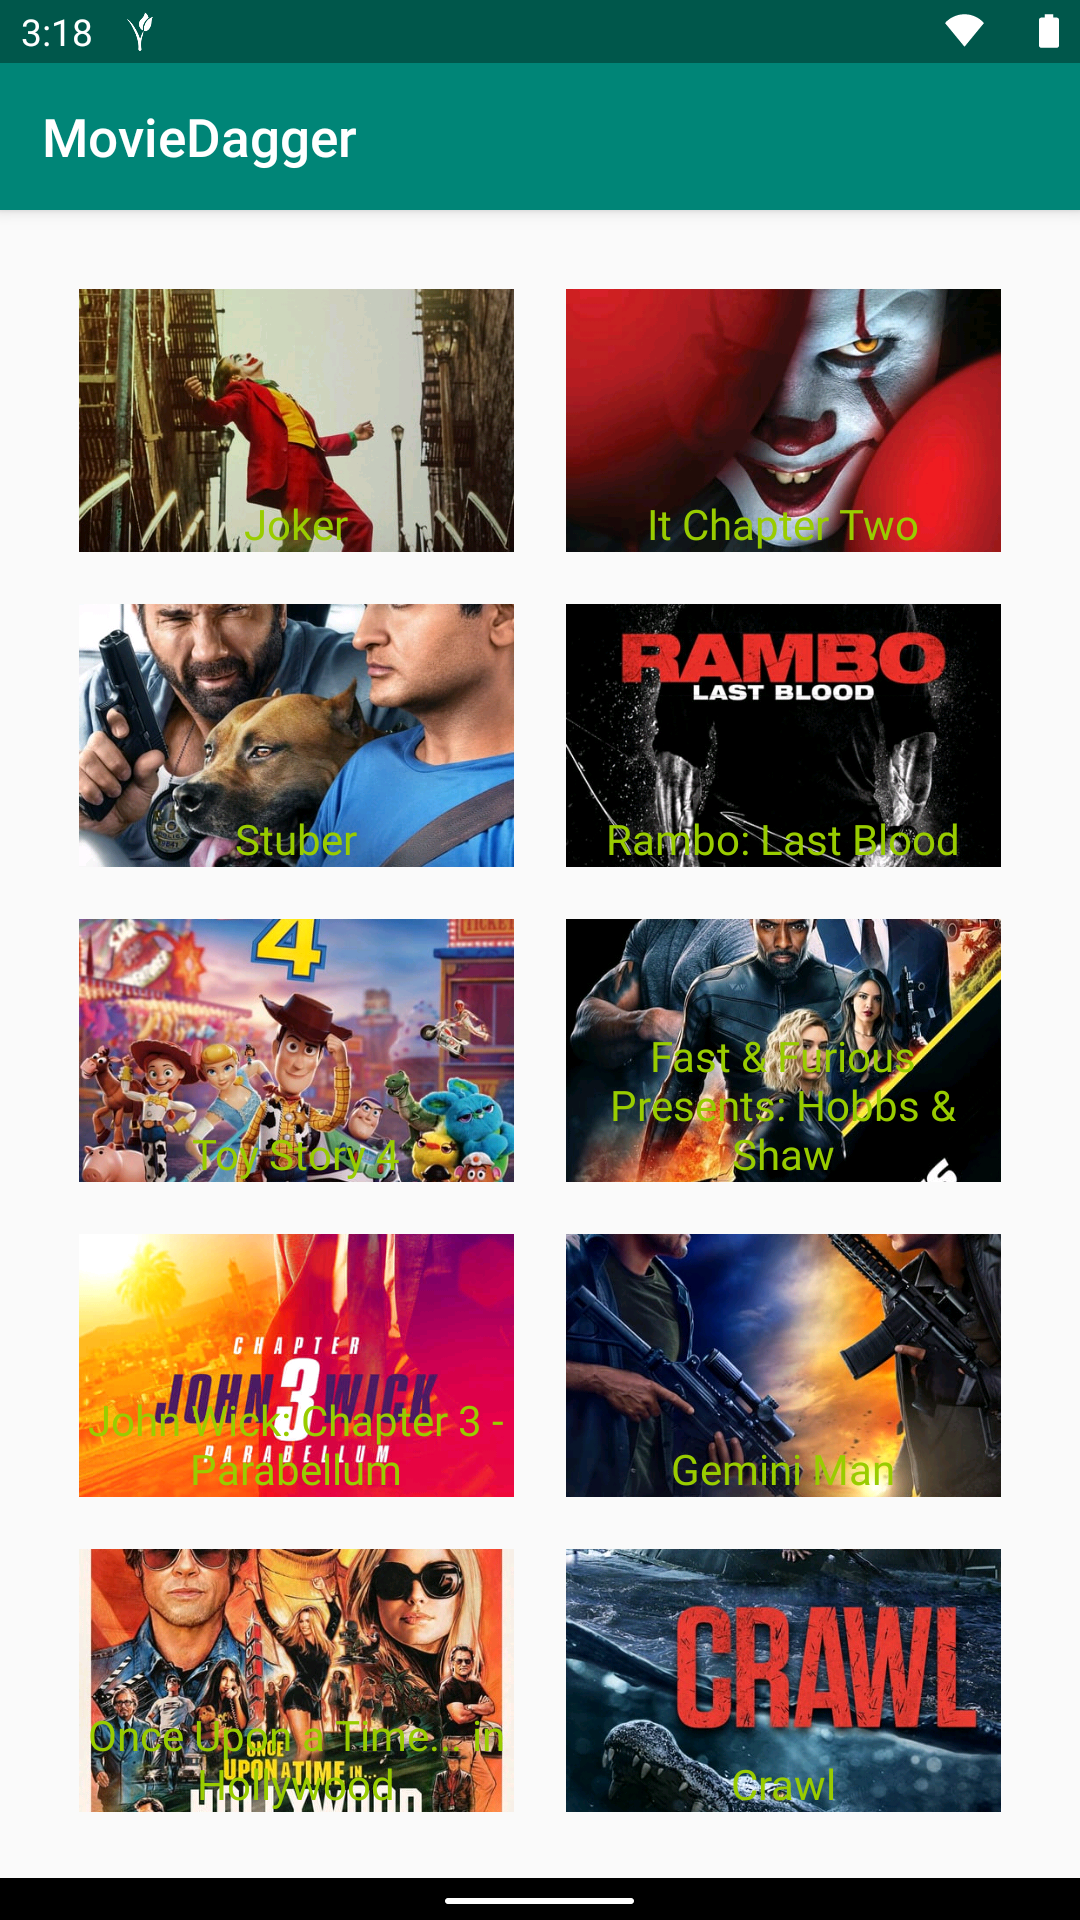 3:18
MovieDagger
Joker
It Chapter Two
Stuber
RAMBO
LAST BLOOD
Rambo: Last Blood
4
Toy Story 4
Fast & Furious
Presents: Hobbs &
Shaw
CHAPTER
JOHN 3 WICK
PARABELLUM
John Wick: Chapter 3 -
Parabellum
Gemini Man
ONCE
UPON A TIME IN...
HOLLYWOOD
Once Upon a Time... in
Hollywood
CRAWL
Crawl